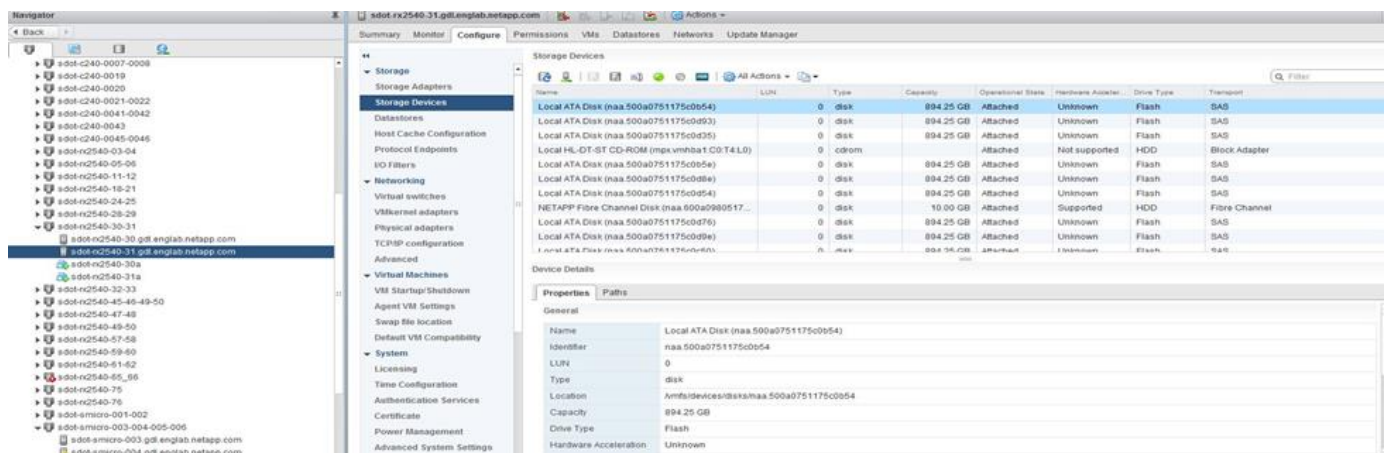 Navigator
sdot-rx2540-31.gdl.englab.netapp.com Actions
Back
Summary Monitor Configure Permissions VMs Datastores Networks Update Manager
sdot-c240-0007-0008
sdot-c240-0019
sdot-c240-0020
sdot-c240-0021-0022
sdot-c240-0041-0042
sdot-c240-0043
sdot-c240-0045-0046
sdot-rx2540-03-04
sdot-rx2540-05-06
sdot-rx2540-11-12
sdot-rx2540-18-21
sdot-rx2540-24-25
sdot-rx2540-28-29
sdot-rx2540-30-31
sdot-rx2540-30.gdl.englab.netapp.com
sdot-rx2540-31.gdl.englab.netapp.com
sdot-rx2540-30a
sdot-rx2540-31a
sdot-rx2540-32-33
sdot-rx2540-45-46-49-50
sdot-rx2540-47-48
sdot-rx2540-49-50
sdot-rx2540-57-58
sdot-rx2540-59-60
sdot-rx2540-61-62
sdot-rx2540-65_66
sdot-rx2540-75
sdot-rx2540-76
sdot-smicro-001-002
sdot-smicro-003-004-005-006
sdot-smicro-003.gdl.englab.netapp.com
sdot-smicro-004.gdl.englab.netapp.com
Storage
Storage Adapters
Storage Devices
Datastores
Host Cache Configuration
Protocol Endpoints
I/O Filters
Networking
Virtual switches
VMkernel adapters
Physical adapters
TCP/IP configuration
Advanced
Virtual Machines
VM Startup/Shutdown
Agent VM Settings
Swap file location
Default VM Compatibility
System
Licensing
Time Configuration
Authentication Services
Certificate
Power Management
Advanced System Settings
Storage Devices
All Actions Filter
Name LUN Type Capacity Operational State Hardware Acceler... Drive Type Transport
Local ATA Disk (naa.500a0751175c0b54) 0 disk 894.25 GB Attached Unknown Flash SAS
Local ATA Disk (naa.500a0751175c0d93) 0 disk 894.25 GB Attached Unknown Flash SAS
Local ATA Disk (naa.500a0751175c0d35) 0 disk 894.25 GB Attached Unknown Flash SAS
Local HL-DT-ST CD-ROM (mpx.vmhba1:C0:T4:L0) 0 cdrom Attached Not supported HDD Block Adapter
Local ATA Disk (naa.500a0751175c0b5e) 0 disk 894.25 GB Attached Unknown Flash SAS
Local ATA Disk (naa.500a0751175c0d8e) 0 disk 894.25 GB Attached Unknown Flash SAS
Local ATA Disk (naa.500a0751175c0d54) 0 disk 894.25 GB Attached Unknown Flash SAS
NETAPP Fibre Channel Disk (naa.600a0980517... 0 disk 10.00 GB Attached Supported HDD Fibre Channel
Local ATA Disk (naa.500a0751175c0d76) 0 disk 894.25 GB Attached Unknown Flash SAS
Local ATA Disk (naa.500a0751175c0d9e) 0 disk 894.25 GB Attached Unknown Flash SAS
Local ATA Disk 0 disk 894.25 GB Attached Unknown Flash SAS
Device Details
Properties Paths
General
Name Local ATA Disk (naa.500a0751175c0b54)
Identifier naa.500a0751175c0b54
LUN 0
Type disk
Location /vmfs/devices/disks/naa.500a0751175c0b54
Capacity 894.25 GB
Drive Type Flash
Hardware Acceleration Unknown